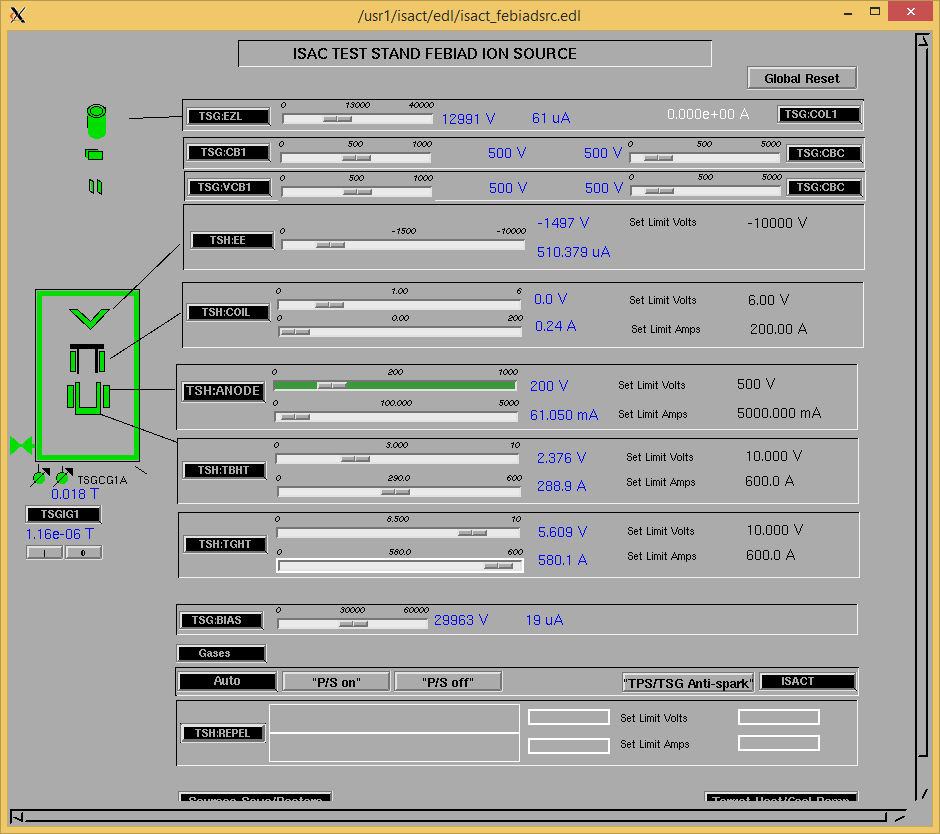 /usr1/isact/edl/isact_febiadsrc.edl
ISAC TEST STAND FEBIAD ION SOURCE
Global Reset
0 13000 40000
TSG:EZL 12991 V 61 uA 0.000e+00 A TSG:COL1
0 500 1000 0 500 5000
TSG:CB1 500 V 500 V TSG:CBC
0 500 1000 0 500 5000
TSG:VCB1 500 V 500 V TSG:CBC
-1497 V Set Limit Volts -10000 V
0 -1500 -10000
TSH:EE
510.379 uA
0 1.00 6
0.0 V Set Limit Volts 6.00 V
TSH:COIL
0 0.00 200
0.24 A Set Limit Amps 200.00 A
0 200 1000
200 V Set Limit Volts 500 V
TSH:ANODE
0 100.000 5000
61.050 mA Set Limit Amps 5000.000 mA
0 3.000 10
2.376 V Set Limit Volts 10.000 V
TSH:TBHT
0 290.0 600
288.9 A Set Limit Amps 600.0 A
TSGCG1A
0.018 T
TSGIG1
1.16e-06 T
| 0
0 8.500 10
5.609 V Set Limit Volts 10.000 V
TSH:TGHT
0 580.0 600
580.1 A Set Limit Amps 600.0 A
0 30000 60000
TSG:BIAS 29963 V 19 uA
Gases
Auto "P/S on" "P/S off" "TPS/TSG Anti-spark" ISACT
Set Limit Volts
TSH:REPEL
Set Limit Amps